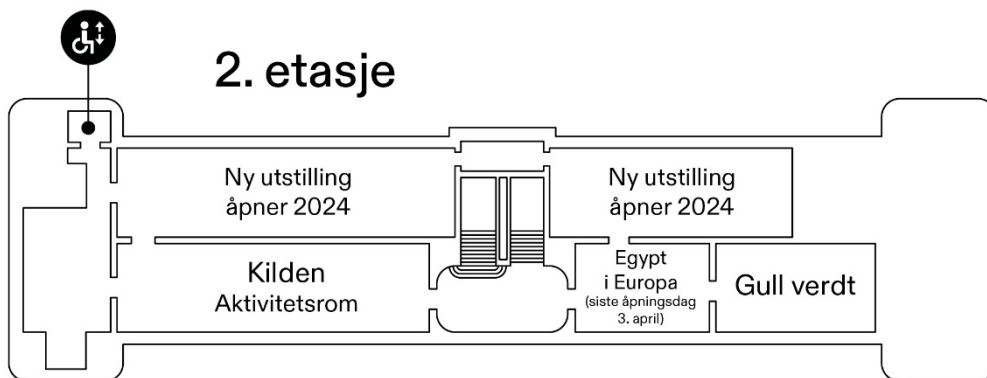 2. etasje
Ny utstilling
åpner 2024
Ny utstilling
åpner 2024
Kilden
Aktivitetsrom
Egypt
i Europa
(siste åpningsdag
3. april)
Gull verdt